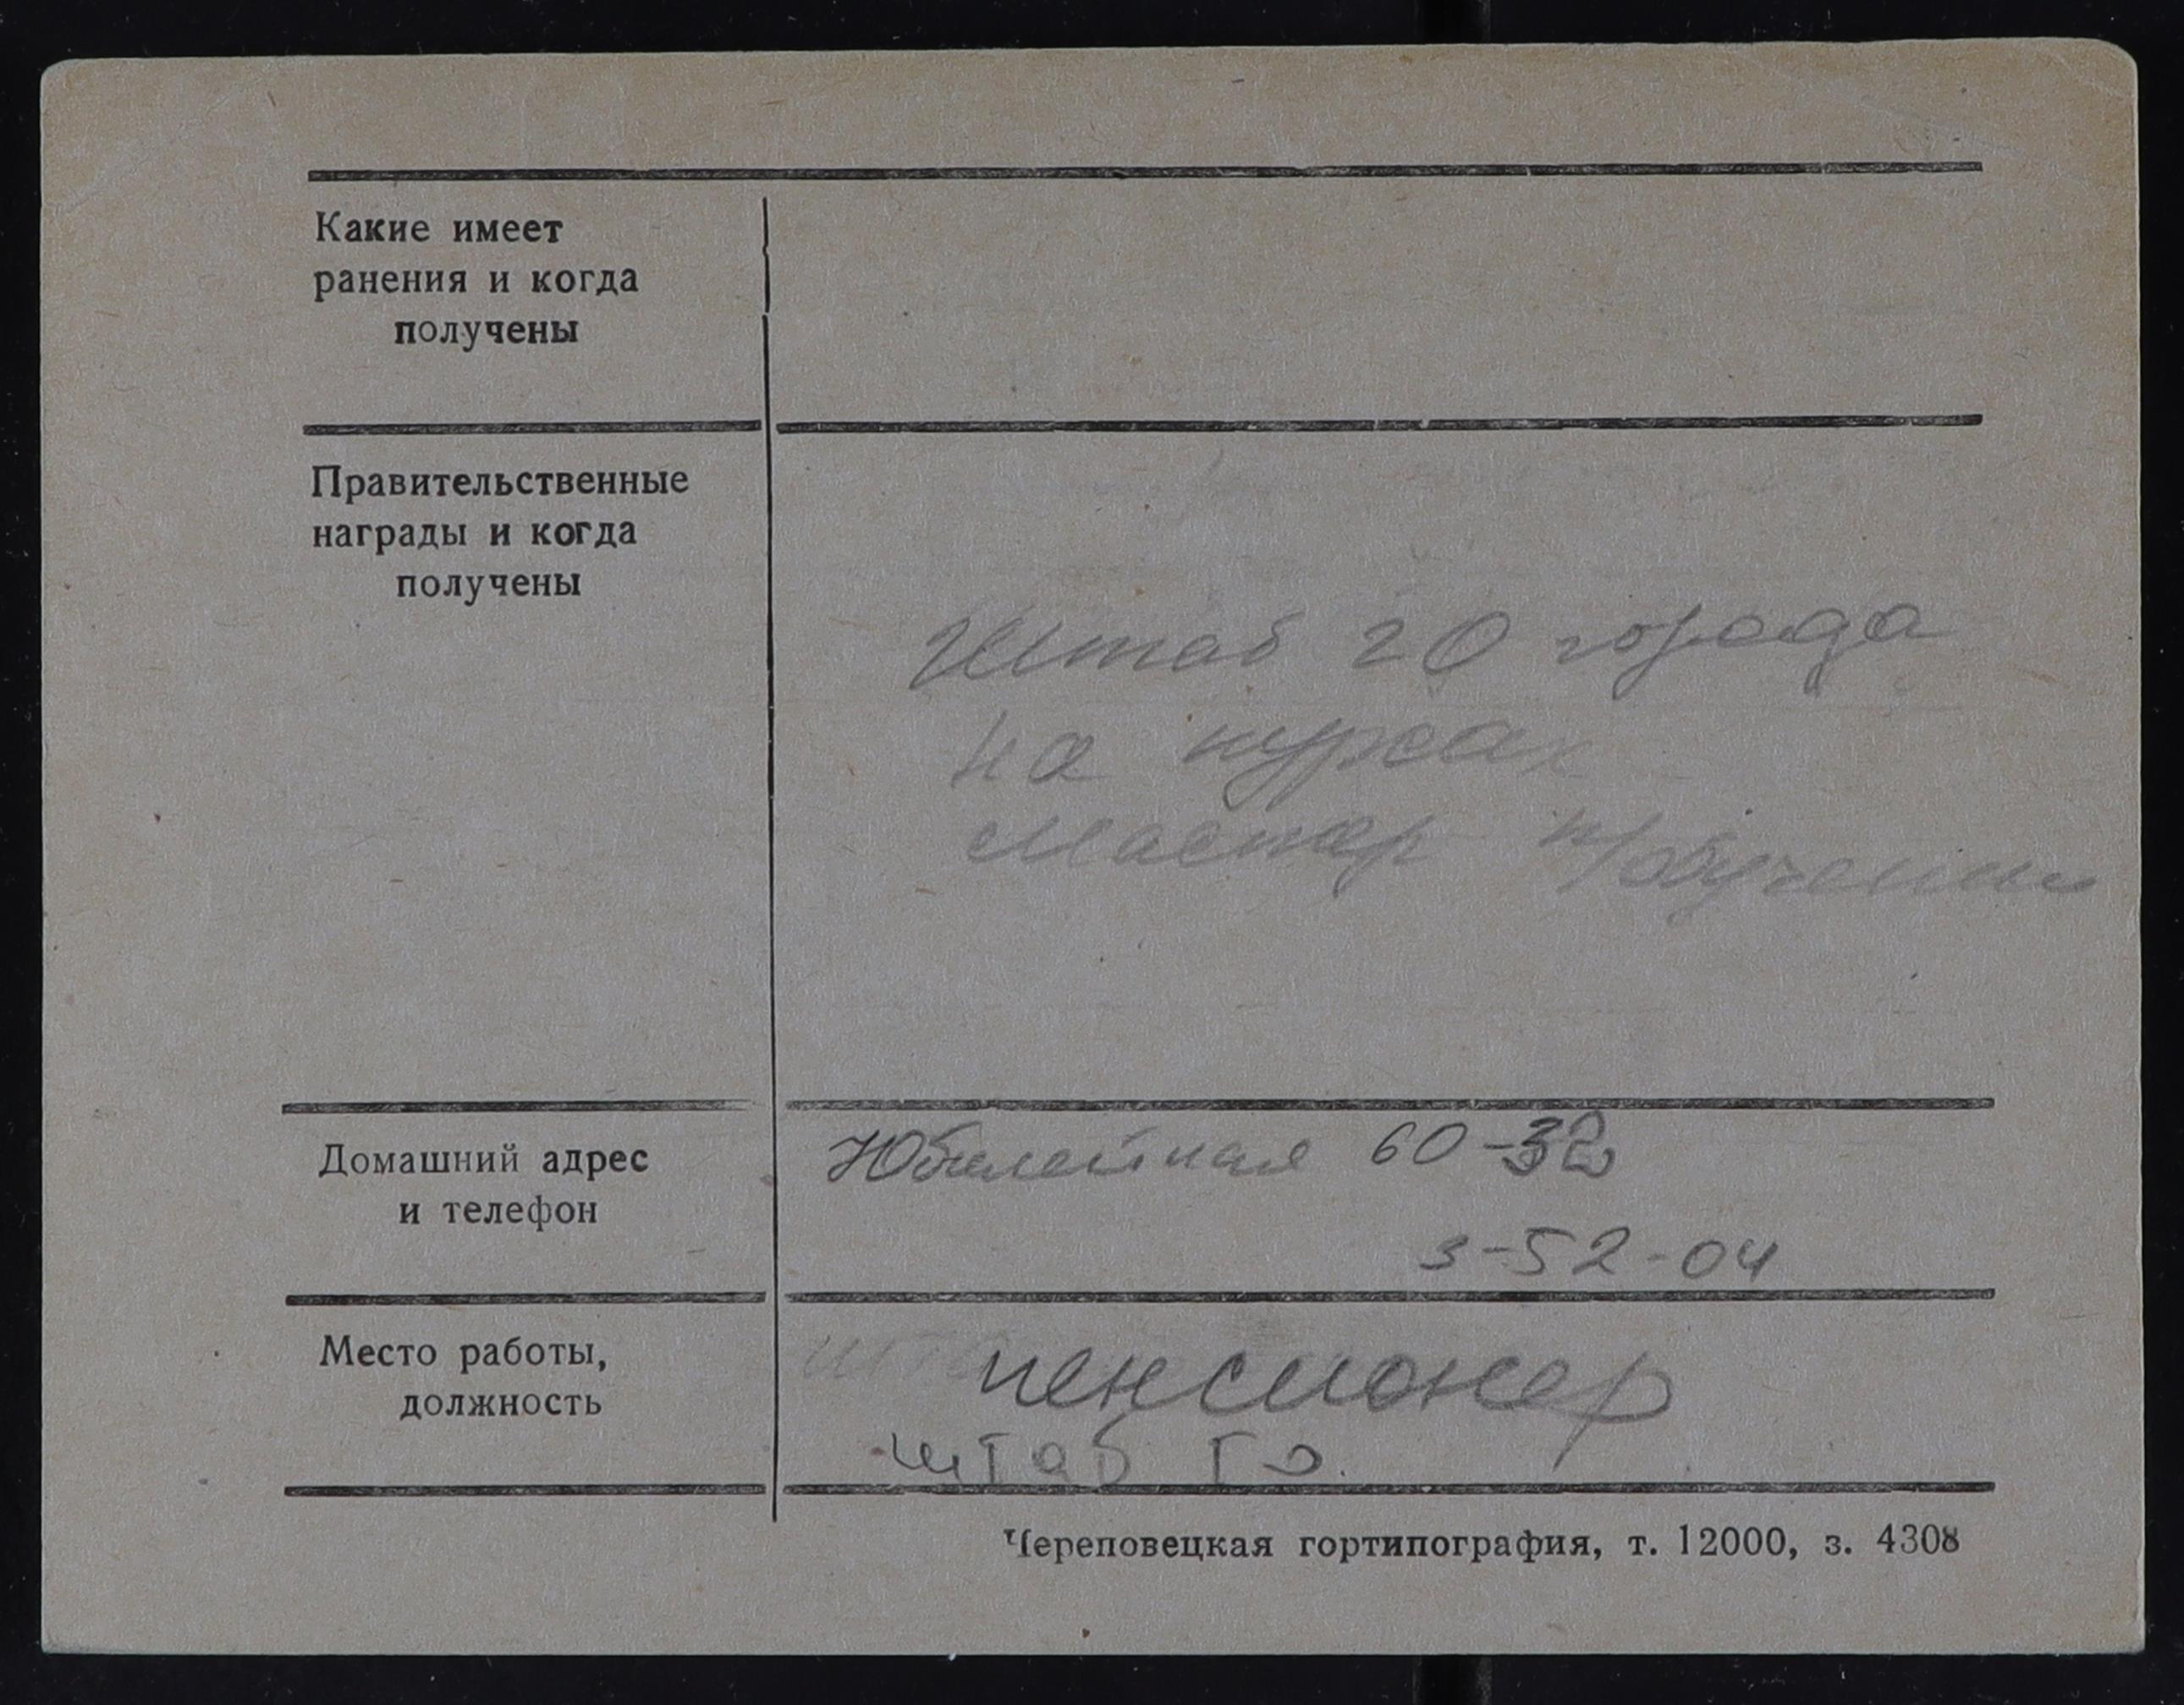 Какие имеет
ранения и когда
получены
Правительственные
награды и когда
получены
Штаб ГО города
на курсах
Мастер п/обучения
Домашний адрес
и телефон
Юбилейная 60-32
3-52-04
Место работы,
должность
пенсионер
штаб ГО.
Череповецкая гортипография, т. 12000, з. 4308